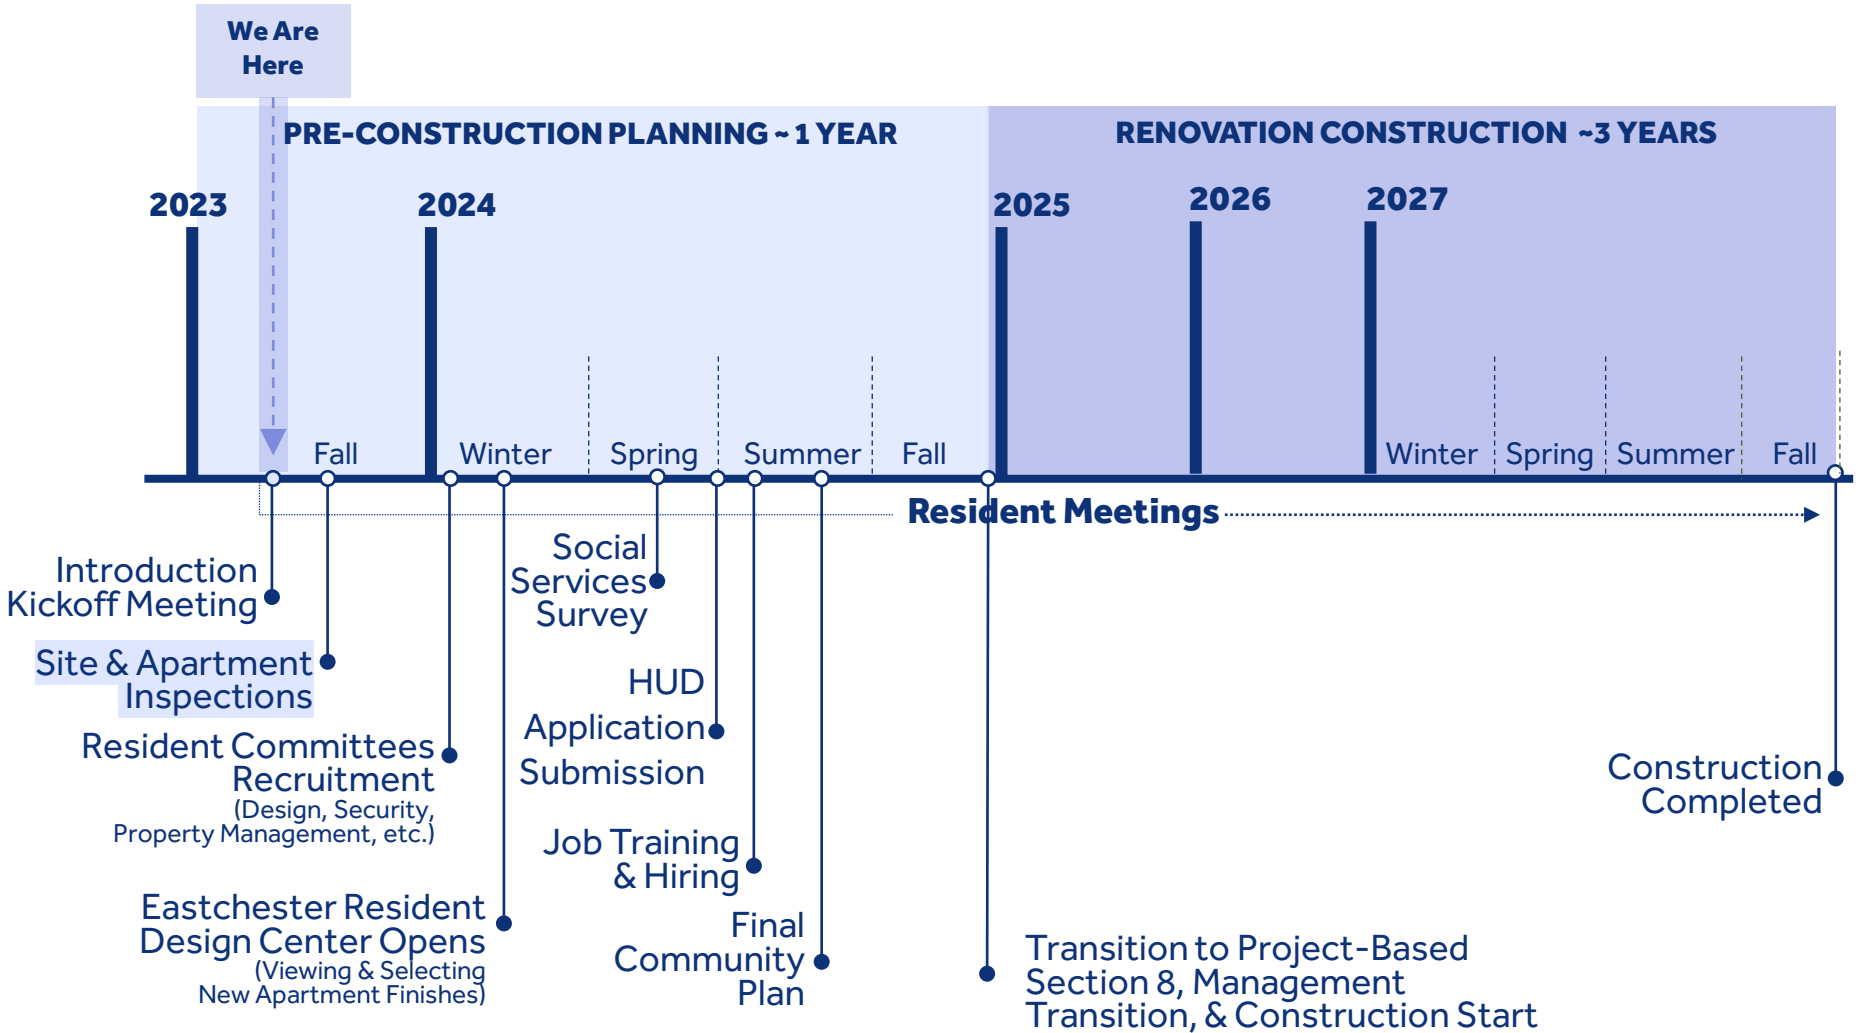 We Are
Here
PRE-CONSTRUCTION PLANNING ~ 1 YEAR
RENOVATION CONSTRUCTION ~3 YEARS
2023
2024
2025
2026
2027
Fall
Winter
Spring
Summer
Fall
Winter
Spring
Summer
Fall
Resident Meetings
Introduction
Kickoff Meeting
Site & Apartment
Inspections
Resident Committees
Recruitment
(Design, Security,
Property Management, etc.)
Eastchester Resident
Design Center Opens
(Viewing & Selecting
New Apartment Finishes)
Social
Services
Survey
HUD
Application
Submission
Job Training
& Hiring
Final
Community
Plan
Transition to Project-Based
Section 8, Management
Transition, & Construction Start
Construction
Completed